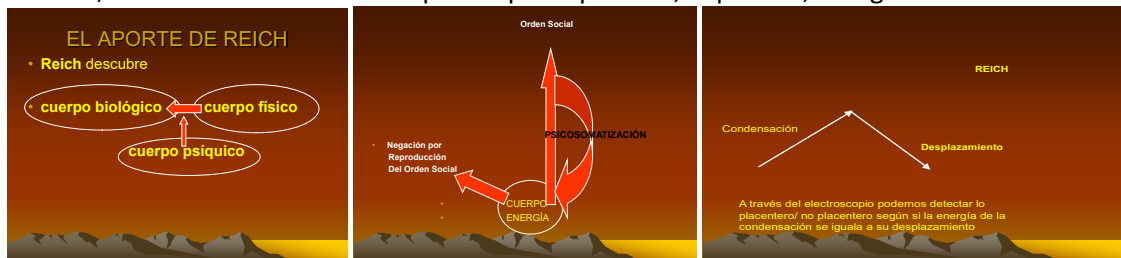 EL APORTE DE REICH
• Reich descubre
• cuerpo biológico cuerpo físico
cuerpo psíquico
Orden Social
PSICOSOMATIZACIÓN
• Negación por
Reproducción
Del Orden Social
• CUERPO
• ENERGÍA
REICH
Condensación
Desplazamiento
A través del electroscopio podemos detectar lo
placentero/ no placentero según si la energía de la
condensación se iguala a su desplazamiento